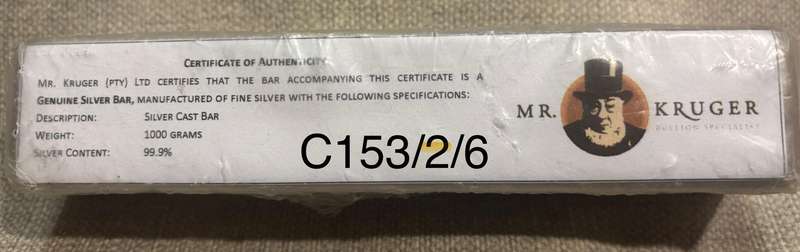 CERTIFICATE OF AUTHENTICITY
MR. KRUGER (PTY) LTD CERTIFIES THAT THE BAR ACCOMPANYING THIS CERTIFICATE IS A
GENUINE SILVER BAR, MANUFACTURED OF FINE SILVER WITH THE FOLLOWING SPECIFICATIONS:
DESCRIPTION: SILVER CAST BAR
WEIGHT: 1000 GRAMS
SILVER CONTENT: 99.9%
C153/2/6
MR. KRUGER
BULLION SPECIALIST